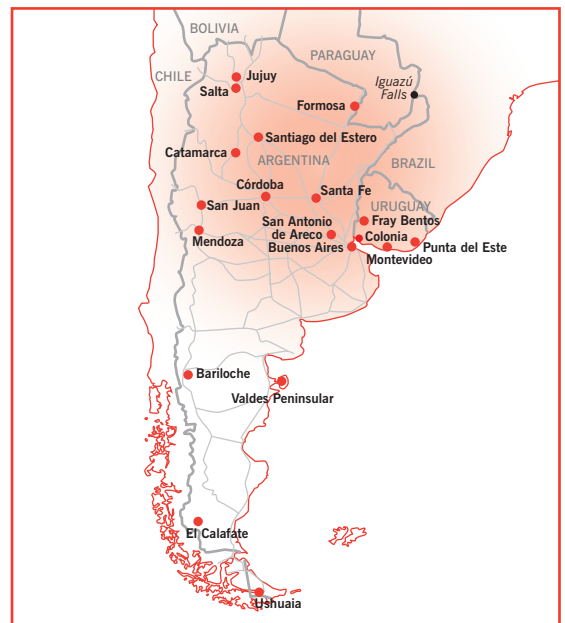 BOLIVIA
PARAGUAY
CHILE
Jujuy
Iguazú
Falls
Salta
Formosa
Santiago del Estero
Catamarca
ARGENTINA
BRAZIL
Córdoba
Santa Fe
San Juan
URUGUAY
San Antonio
de Areco
Fray Bentos
Mendoza
Colonia
Buenos Aires
Punta del Este
Montevideo
Bariloche
Valdes Peninsular
El Calafate
Ushuaia